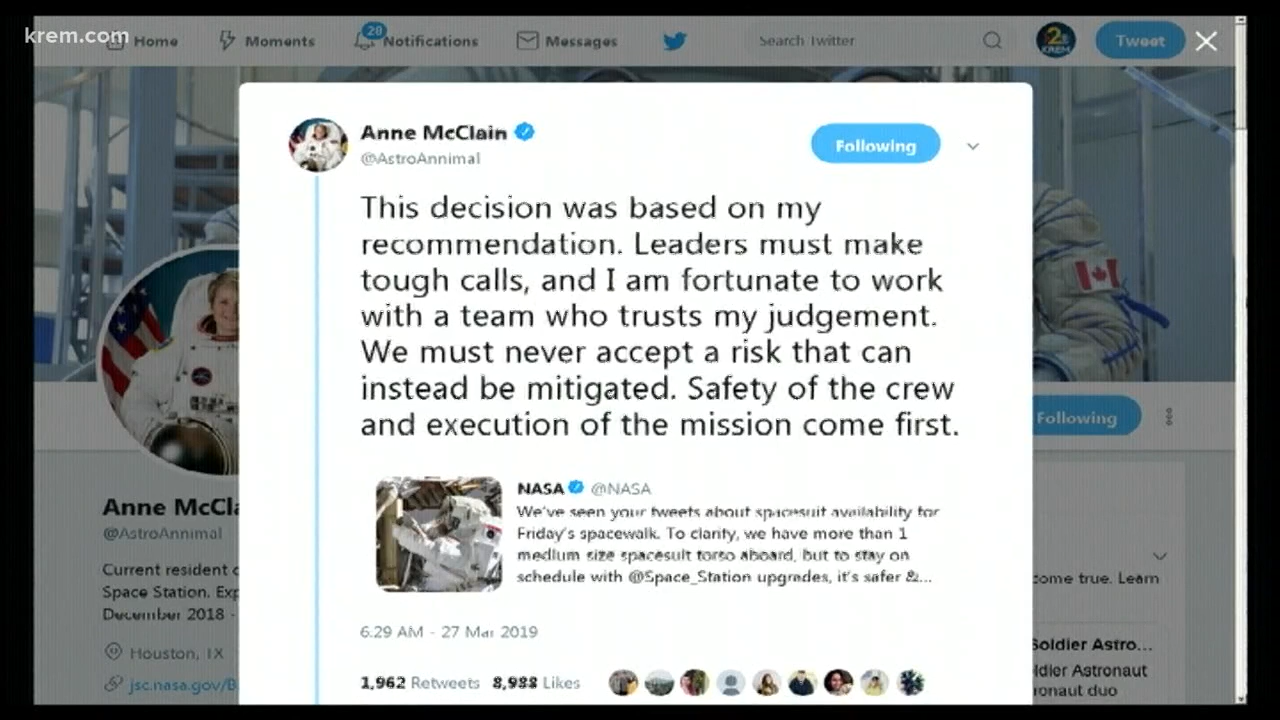 krem.com
Home
Moments
20
Notifications
Messages
Search Twitter
2
KREM
Tweet
Anne McClain
@AstroAnnimal
Following
This decision was based on my
recommendation. Leaders must make
tough calls, and I am fortunate to work
with a team who trusts my judgement.
We must never accept a risk that can
instead be mitigated. Safety of the crew
and execution of the mission come first.
NASA @NASA
We've seen your tweets about spacesuit availability for
Friday's spacewalk. To clarify, we have more than 1
medium size spacesuit torso aboard, but to stay on
schedule with @Space_Station upgrades, it's safer &...
6:29 AM - 27 Mar 2019
1,962 Retweets 8,988 Likes
Anne McCla
@AstroAnnimal
Current resident o
Space Station. Exp
December 2018 -
Houston, TX
jsc.nasa.gov/B
Following
come true. Learn
Soldier Astro...
ldier Astronaut
ronaut duo